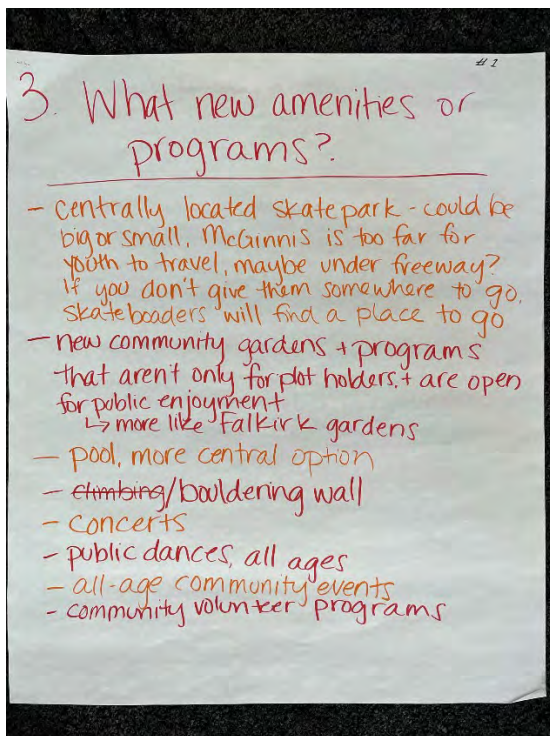 # 1
3. What new amenities or
programs?
- centrally located skatepark - could be
big or small, McGinnis is too far for
youth to travel, maybe under freeway?
If you don't give them somewhere to go,
skateboaders will find a place to go
- new community gardens + programs
that aren't only for plot holders, + are open
for public enjoyment
↳ more like Falkirk gardens
- pool, more central option
- climbing/bouldering wall
- concerts
- public dances, all ages
- all-age community events
- community volunteer programs